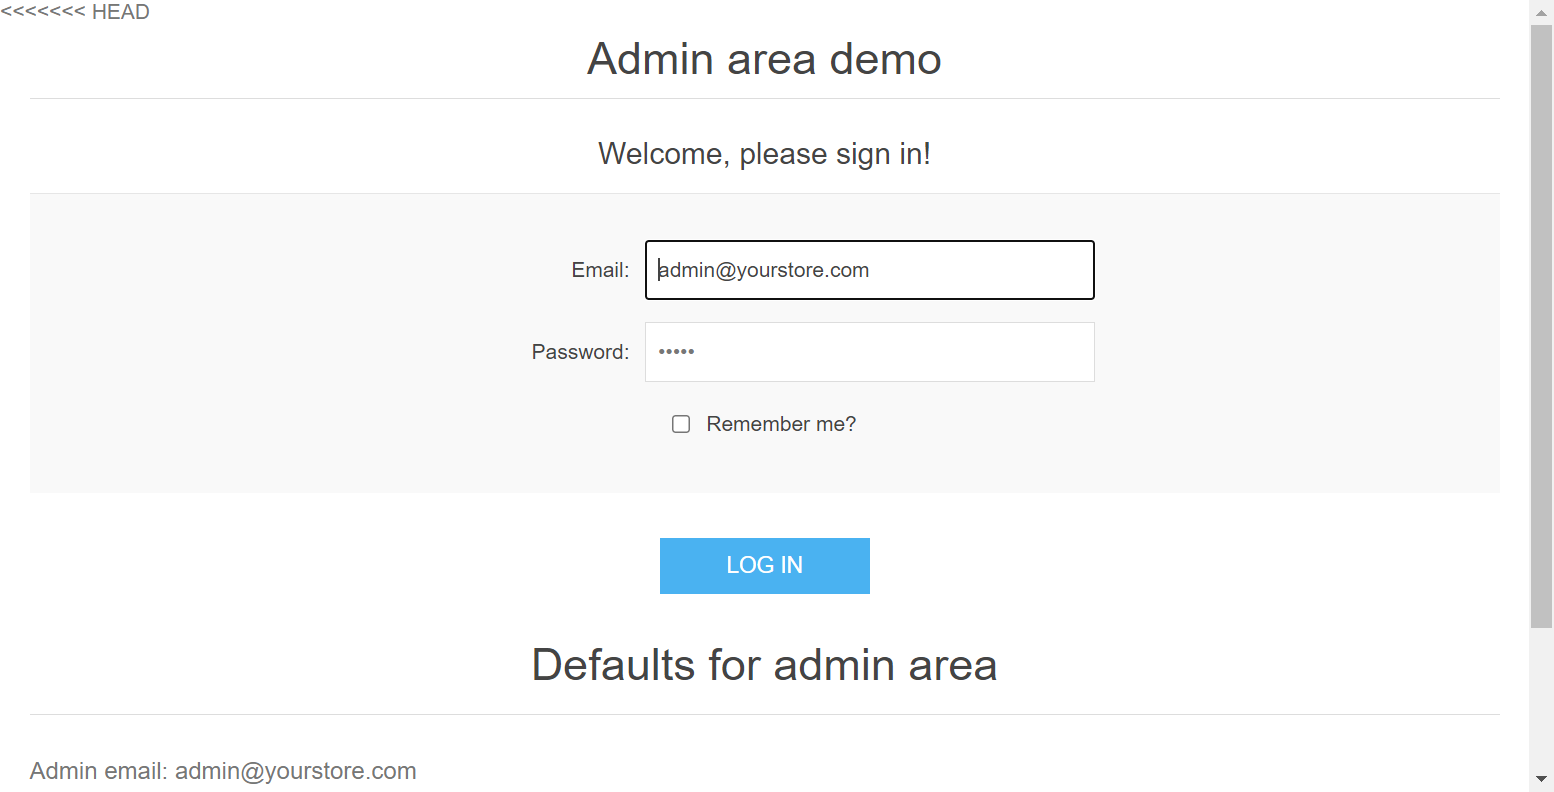 <<<<<<< HEAD
Admin area demo
Welcome, please sign in!
Email: admin@yourstore.com
Password: •••••
Remember me?
LOG IN
Defaults for admin area
Admin email: admin@yourstore.com